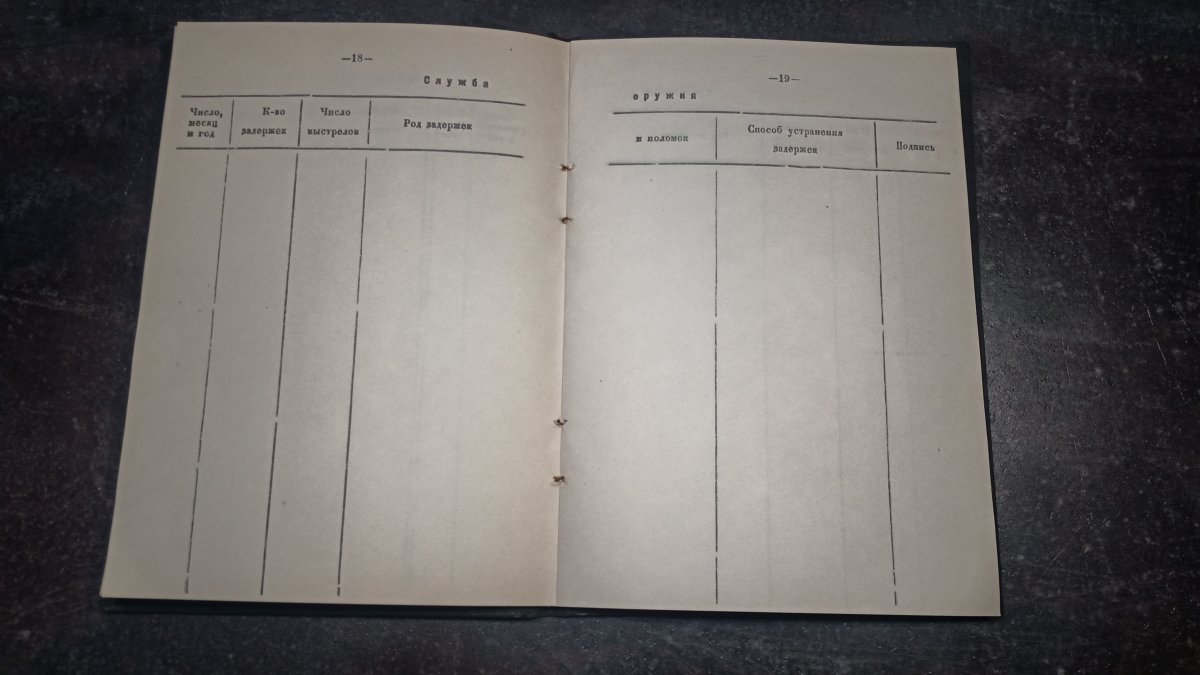 —18—
Служба
Число,
месяц
и год
К-во
задержек
Число
выстрелов
Род задержек
—19—
оружия
и поломок
Способ устранения
задержек
Подпись